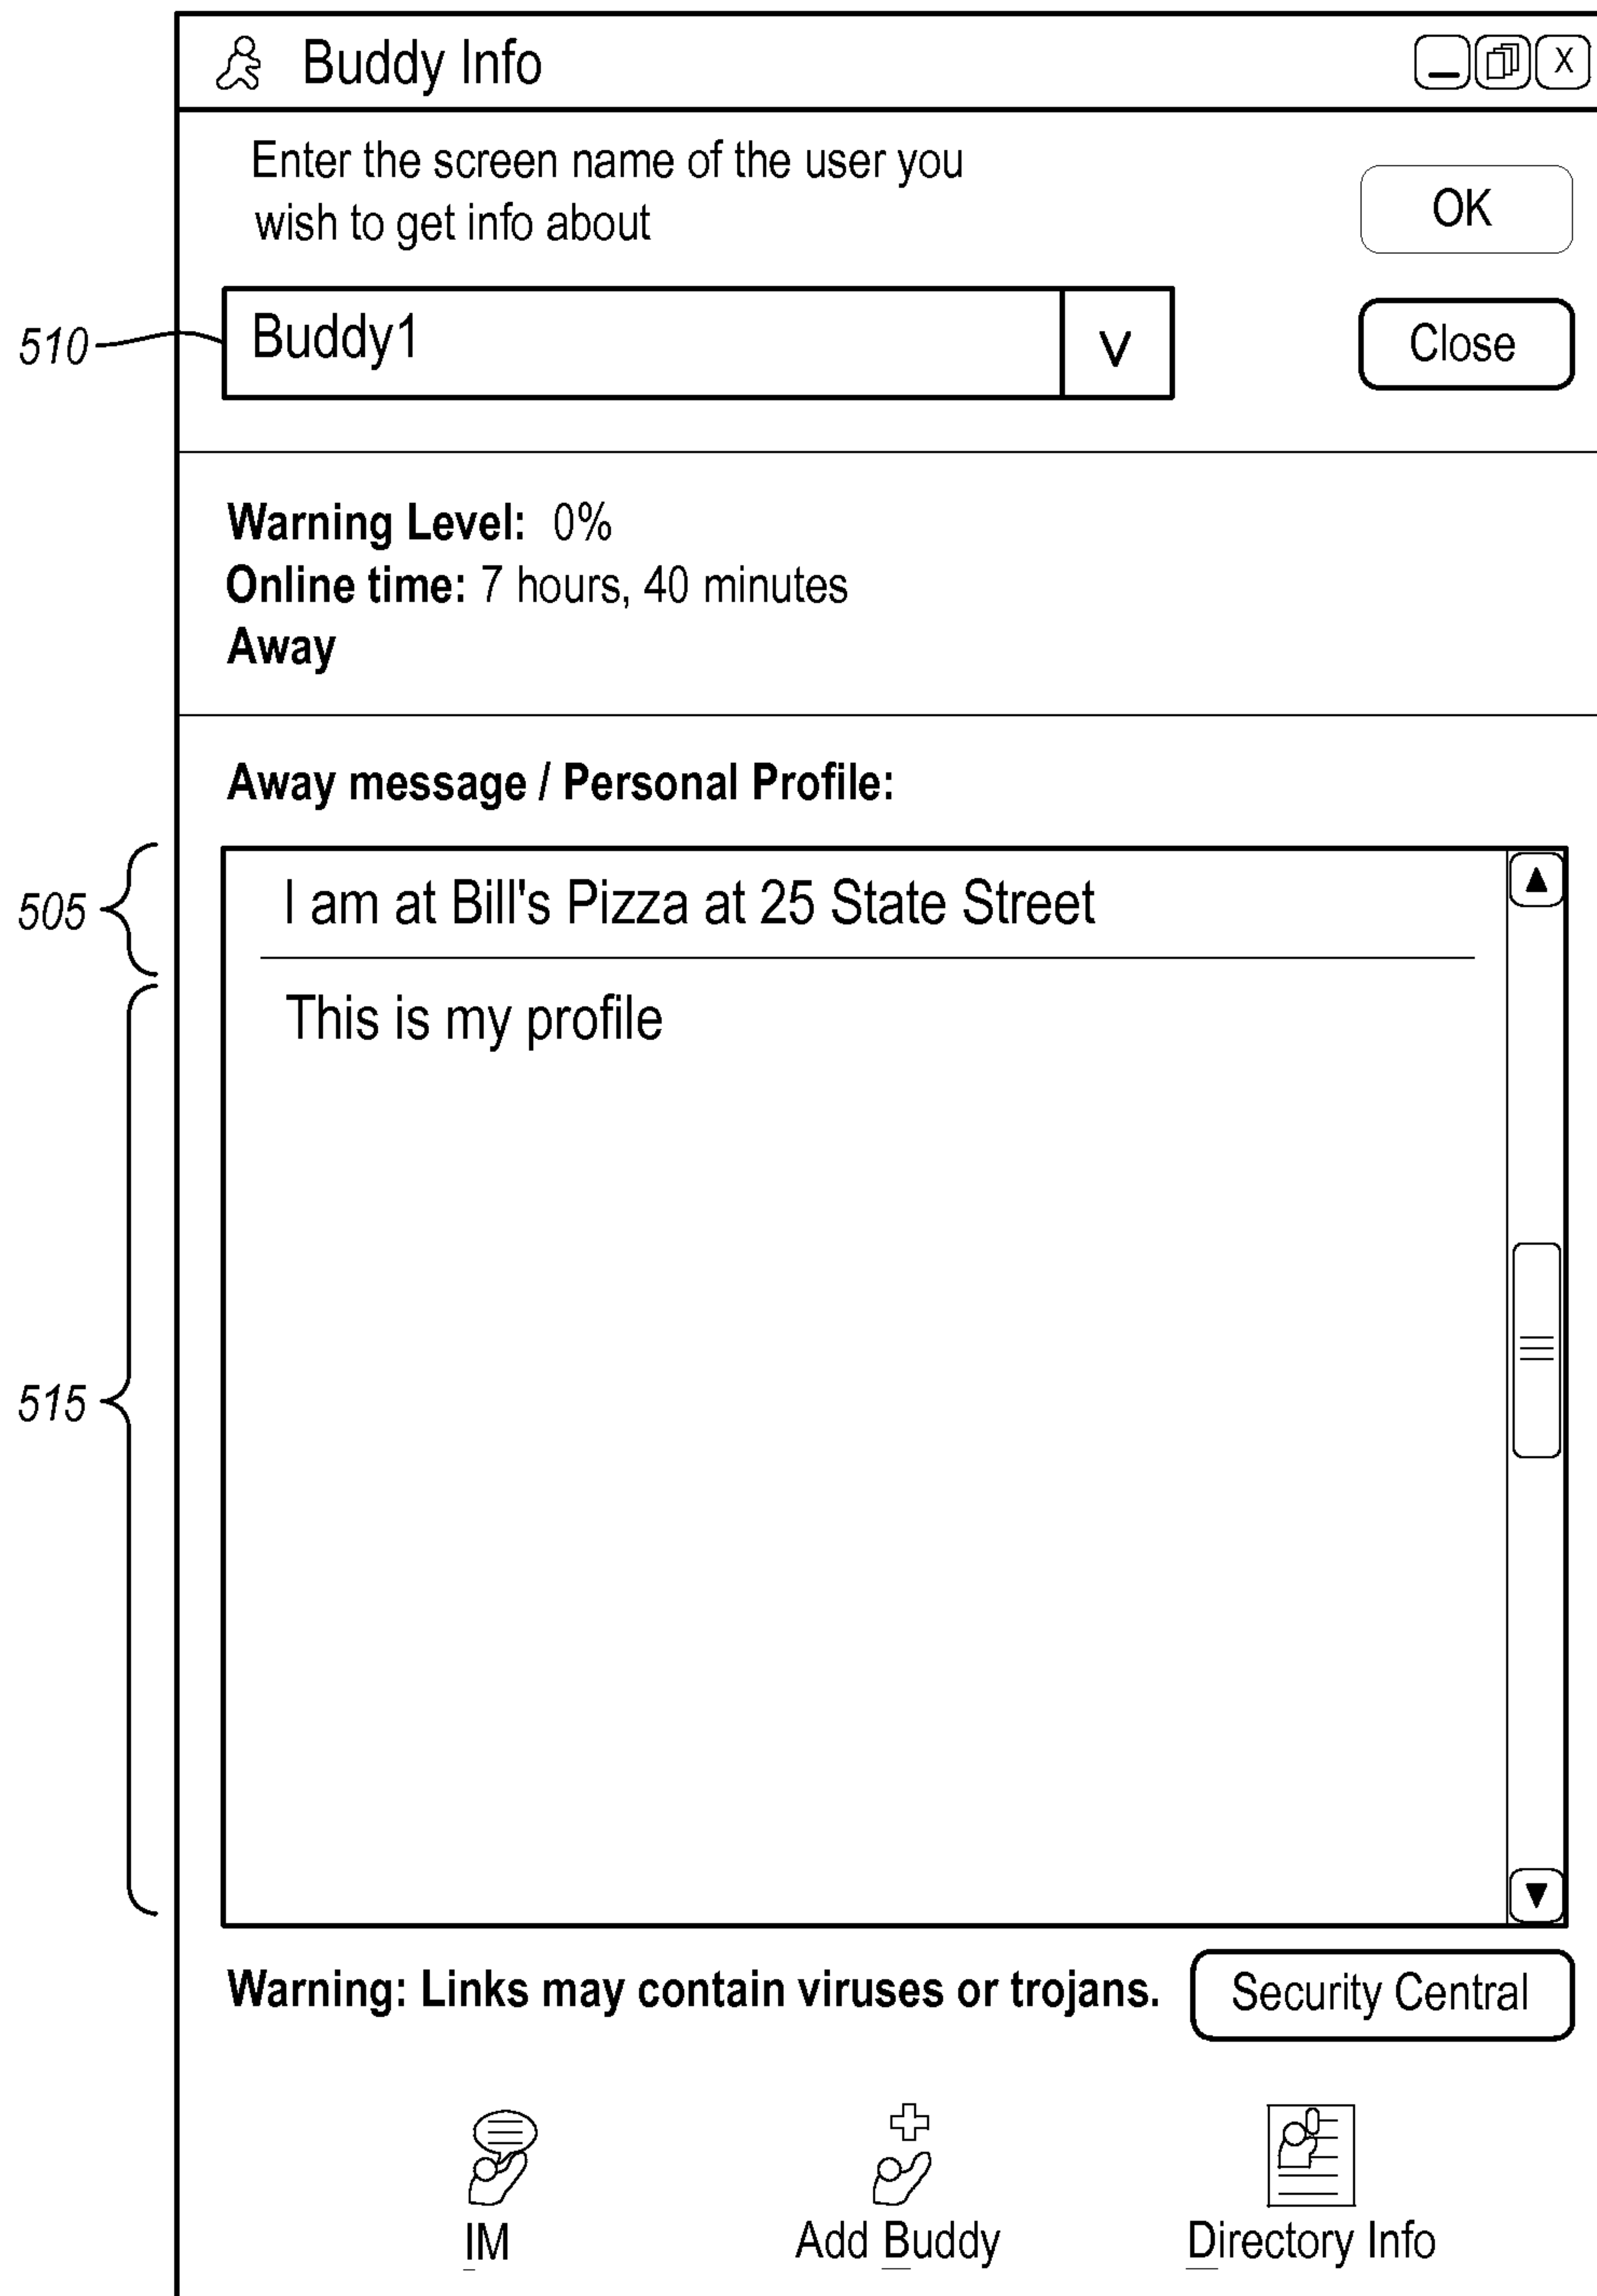 Buddy Info
X
Enter the screen name of the user you
wish to get info about
OK
510
Buddy1
V
Close
Warning Level: 0%
Online time: 7 hours, 40 minutes
Away
Away message / Personal Profile:
505
I am at Bill's Pizza at 25 State Street
This is my profile
515
Warning: Links may contain viruses or trojans.
Security Central
IM
Add Buddy
Directory Info